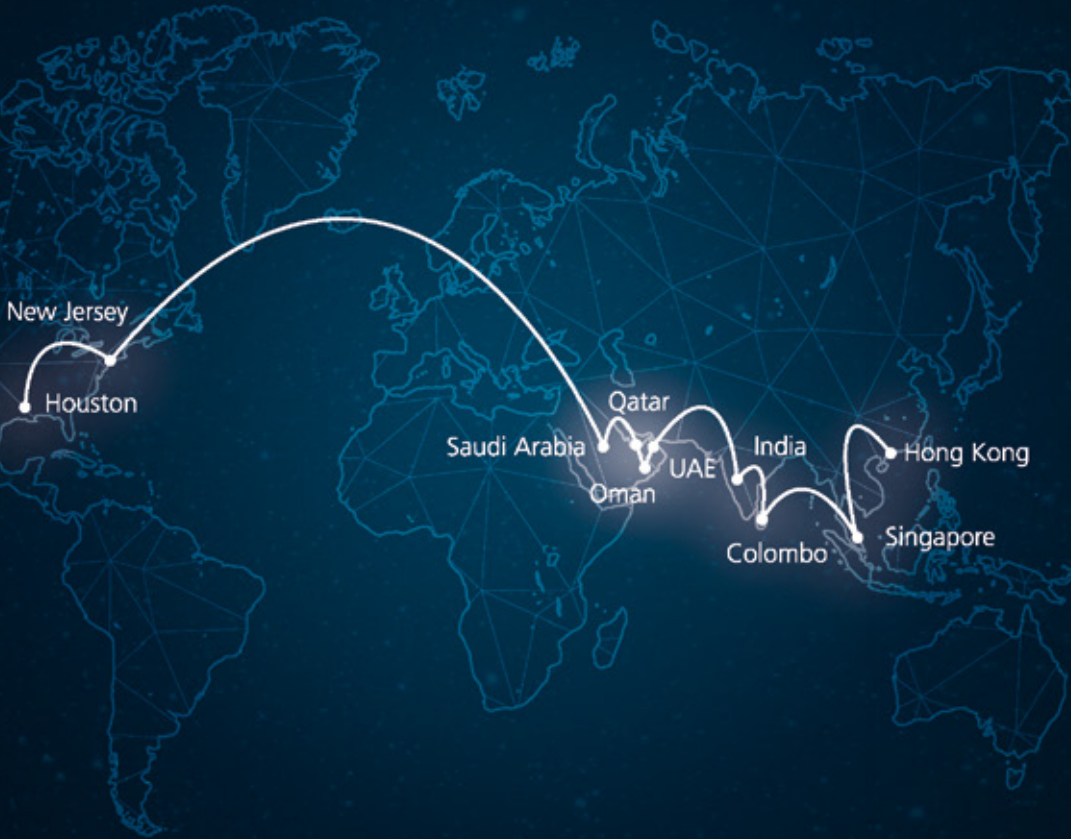 New Jersey
Houston
Qatar
Saudi Arabia
UAE
India
Hong Kong
Oman
Singapore
Colombo